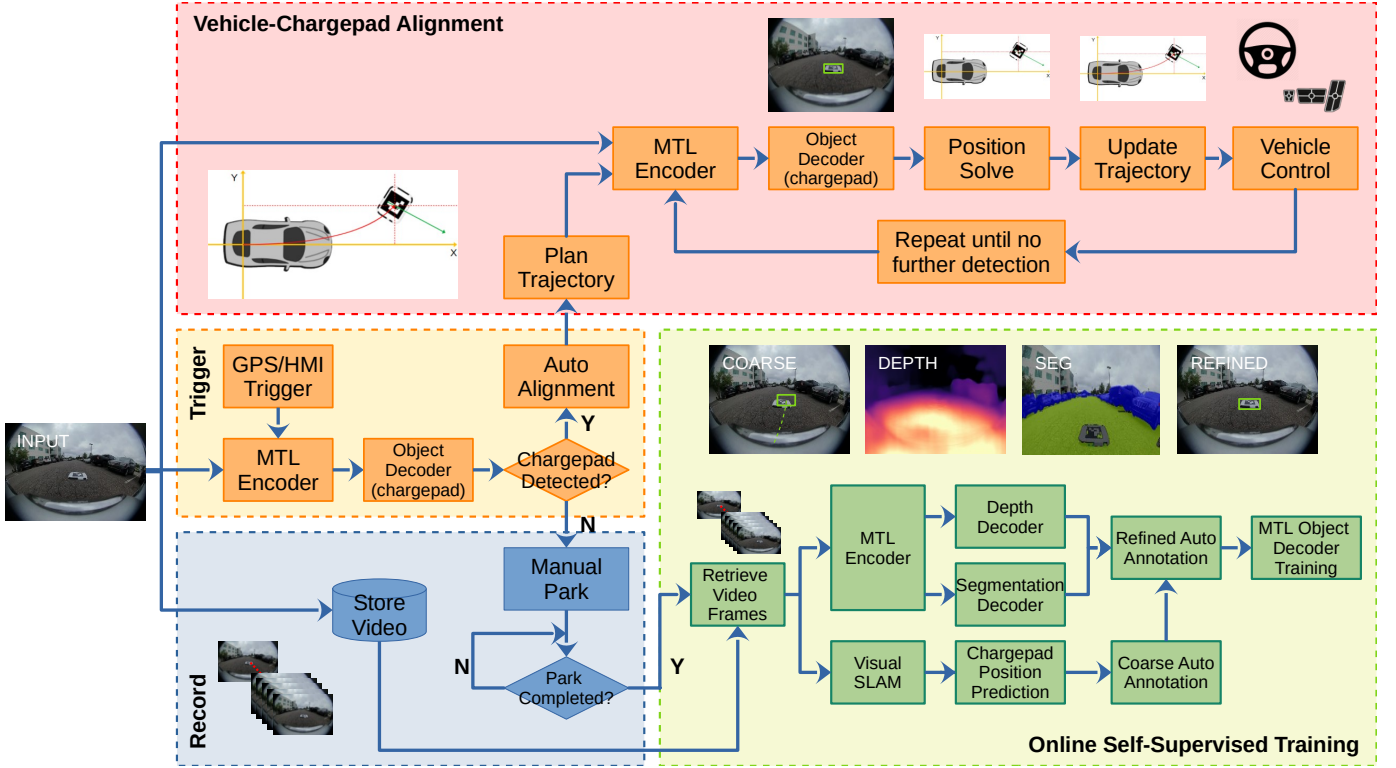 Vehicle-Chargepad Alignment
Y
X
Y
X
MTL
Encoder
Object
Decoder
(chargepad)
Position
Solve
Update
Trajectory
Vehicle
Control
Y
X
Repeat until no
further detection
Plan
Trajectory
Trigger
GPS/HMI
Trigger
Auto
Alignment
Y
INPUT
MTL
Encoder
Object
Decoder
(chargepad)
Chargepad
Detected?
N
COARSE
DEPTH
SEG
REFINED
Record
Store
Video
Manual
Park
N
Park
Completed?
Y
Retrieve
Video
Frames
MTL
Encoder
Depth
Decoder
Segmentation
Decoder
Refined Auto
Annotation
MTL Object
Decoder
Training
Visual
SLAM
Chargepad
Position
Prediction
Coarse Auto
Annotation
Online Self-Supervised Training